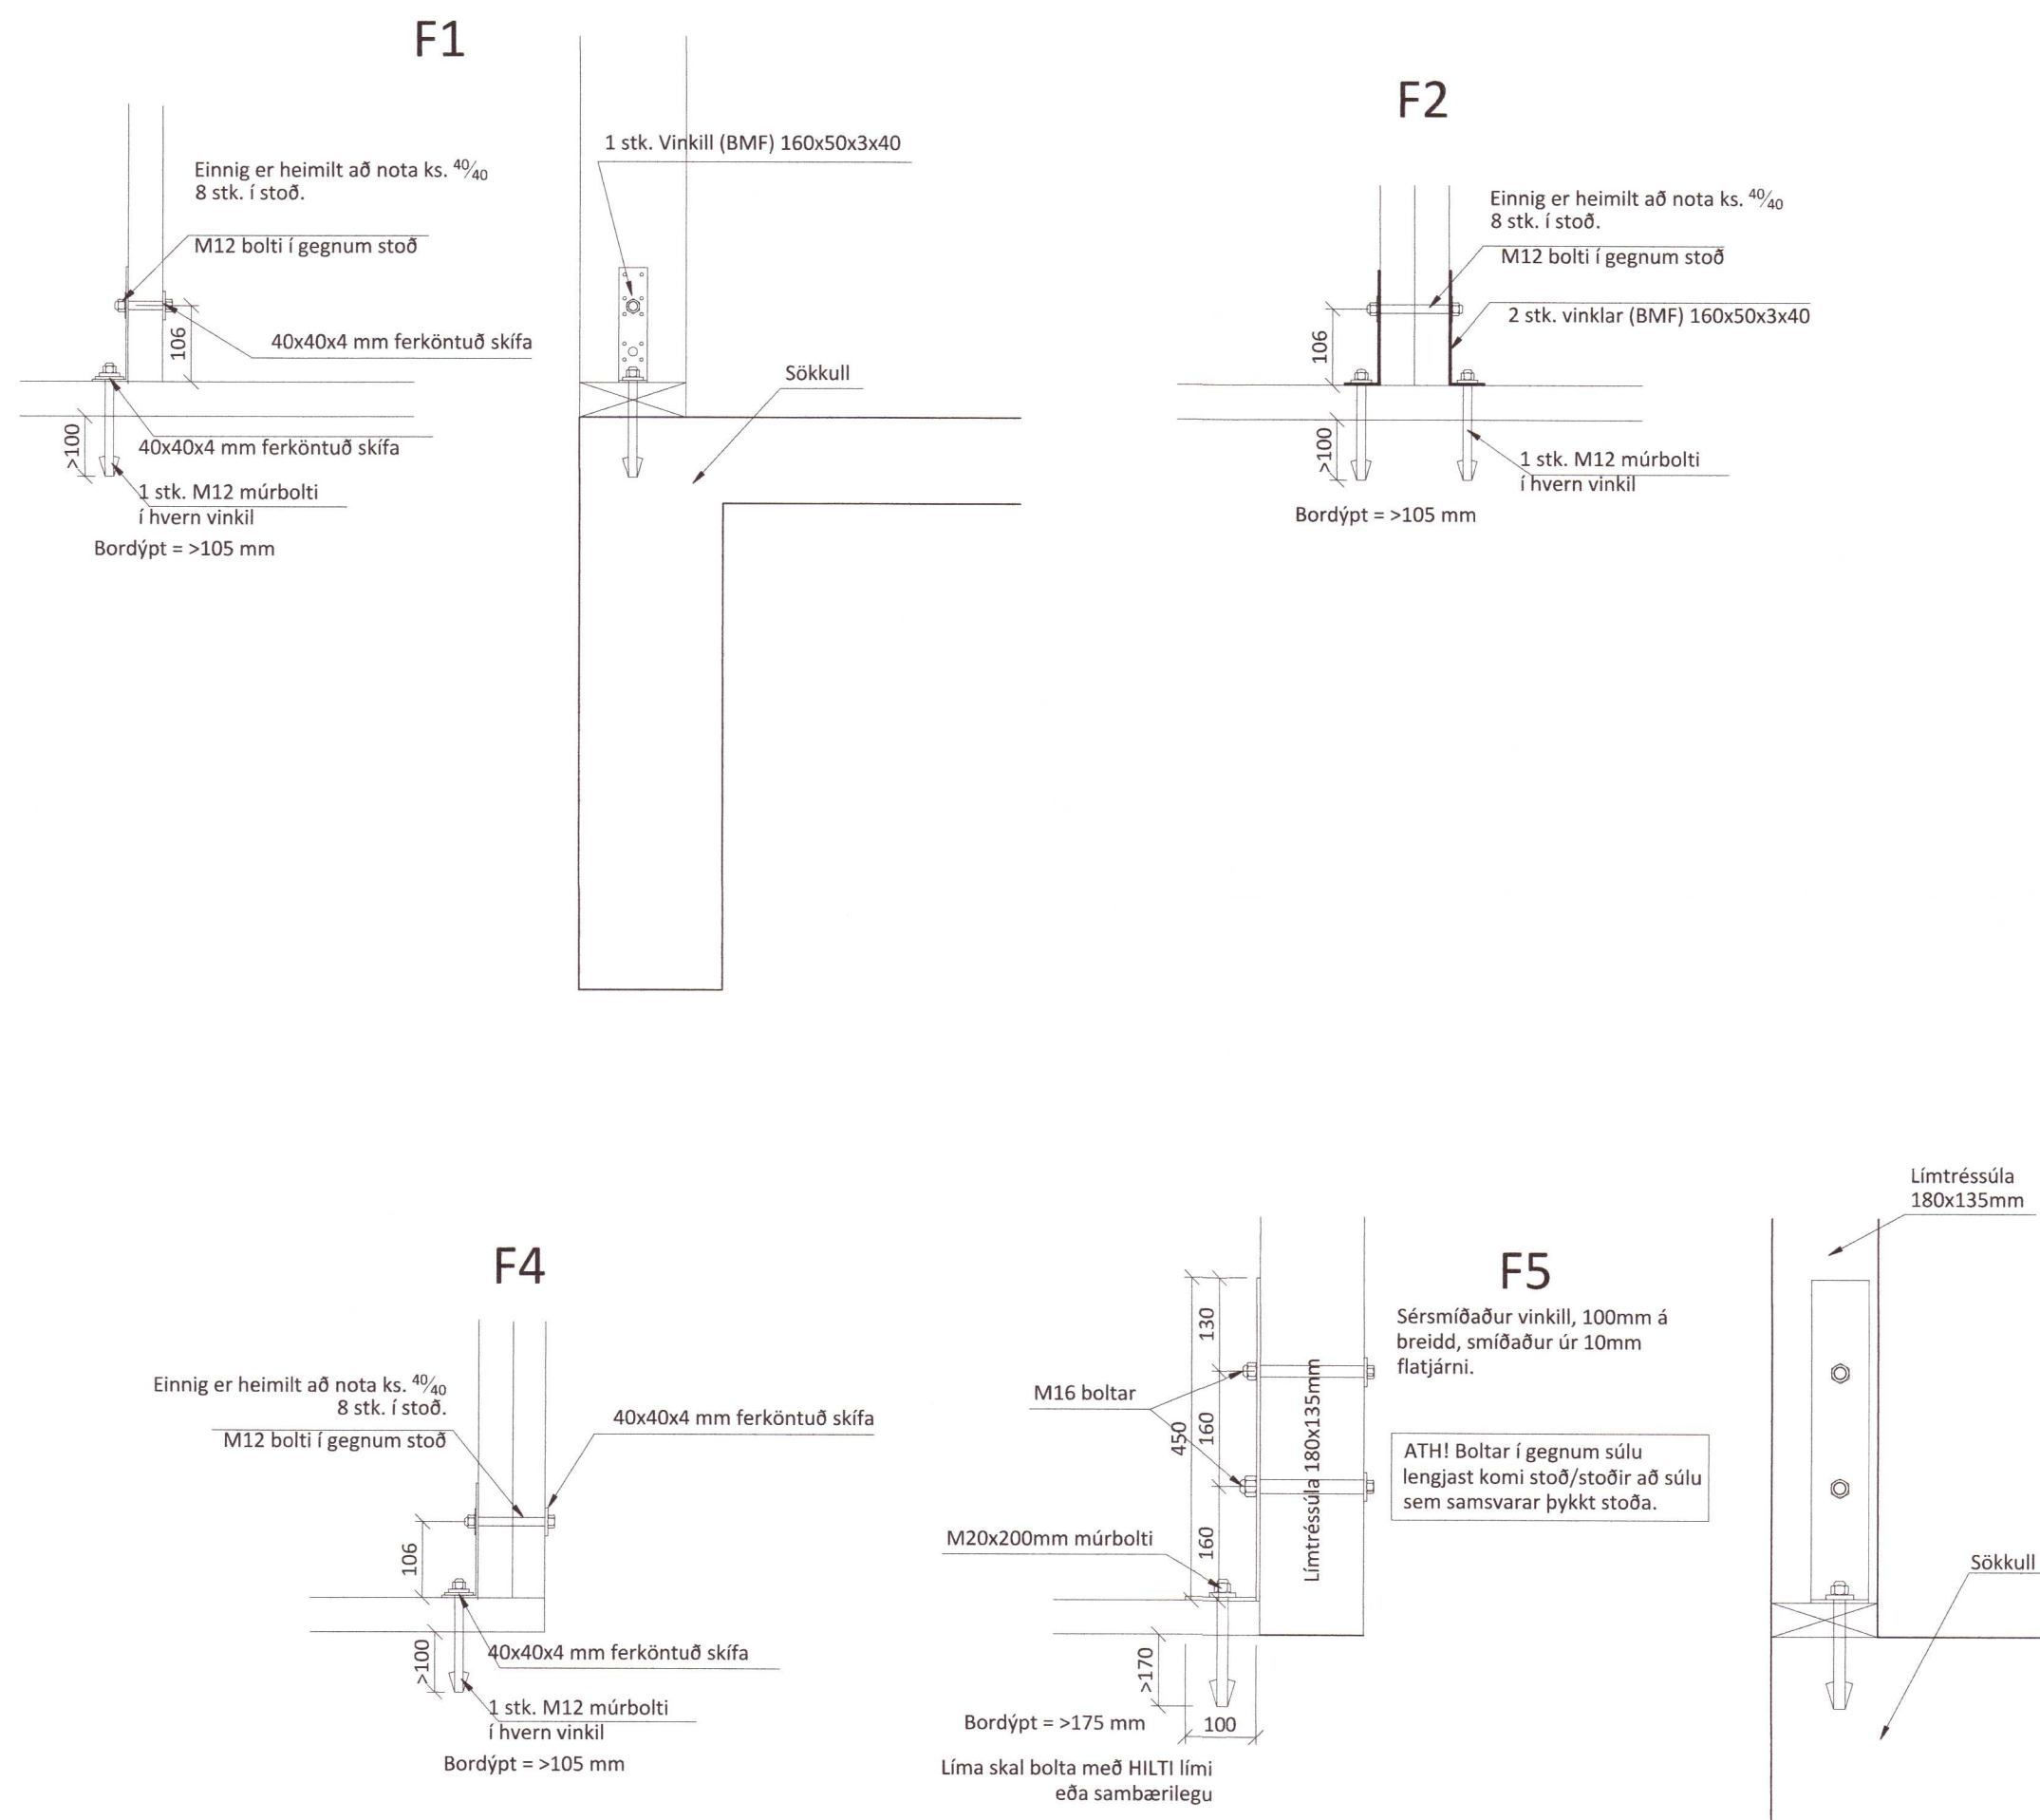 F1
1 stk. Vinkill (BMF) 160x50x3x40
Einnig er heimilt að nota ks. 40/40
8 stk. í stoð.
M12 bolti í gegnum stoð
106
40x40x4 mm ferköntuð skífa
Sökkull
>100
40x40x4 mm ferköntuð skífa
1 stk. M12 múrbolti
í hvern vinkil
Bordýpt = >105 mm
F2
Einnig er heimilt að nota ks. 40/40
8 stk. í stoð.
M12 bolti í gegnum stoð
2 stk. vinklar (BMF) 160x50x3x40
106
>100
1 stk. M12 múrbolti
í hvern vinkil
Bordýpt = >105 mm
F4
Einnig er heimilt að nota ks. 40/40
8 stk. í stoð.
M12 bolti í gegnum stoð
40x40x4 mm ferköntuð skífa
106
>100
40x40x4 mm ferköntuð skífa
1 stk. M12 múrbolti
í hvern vinkil
Bordýpt = >105 mm
F5
Sérsmíðaður vinkill, 100mm á
breidd, smíðaður úr 10mm
flatjárni.
130
M16 boltar
160
450
Límtréssúla 180x135mm
ATH! Boltar í gegnum súlu
lengjast komi stoð/stoðir að súlu
sem samsvarar þykkt stoða.
M20x200mm múrbolti
160
>170
Bordýpt = >175 mm
100
Líma skal bolta með HILTI lími
eða sambærilegu
Límtréssúla
180x135mm
Sökkull